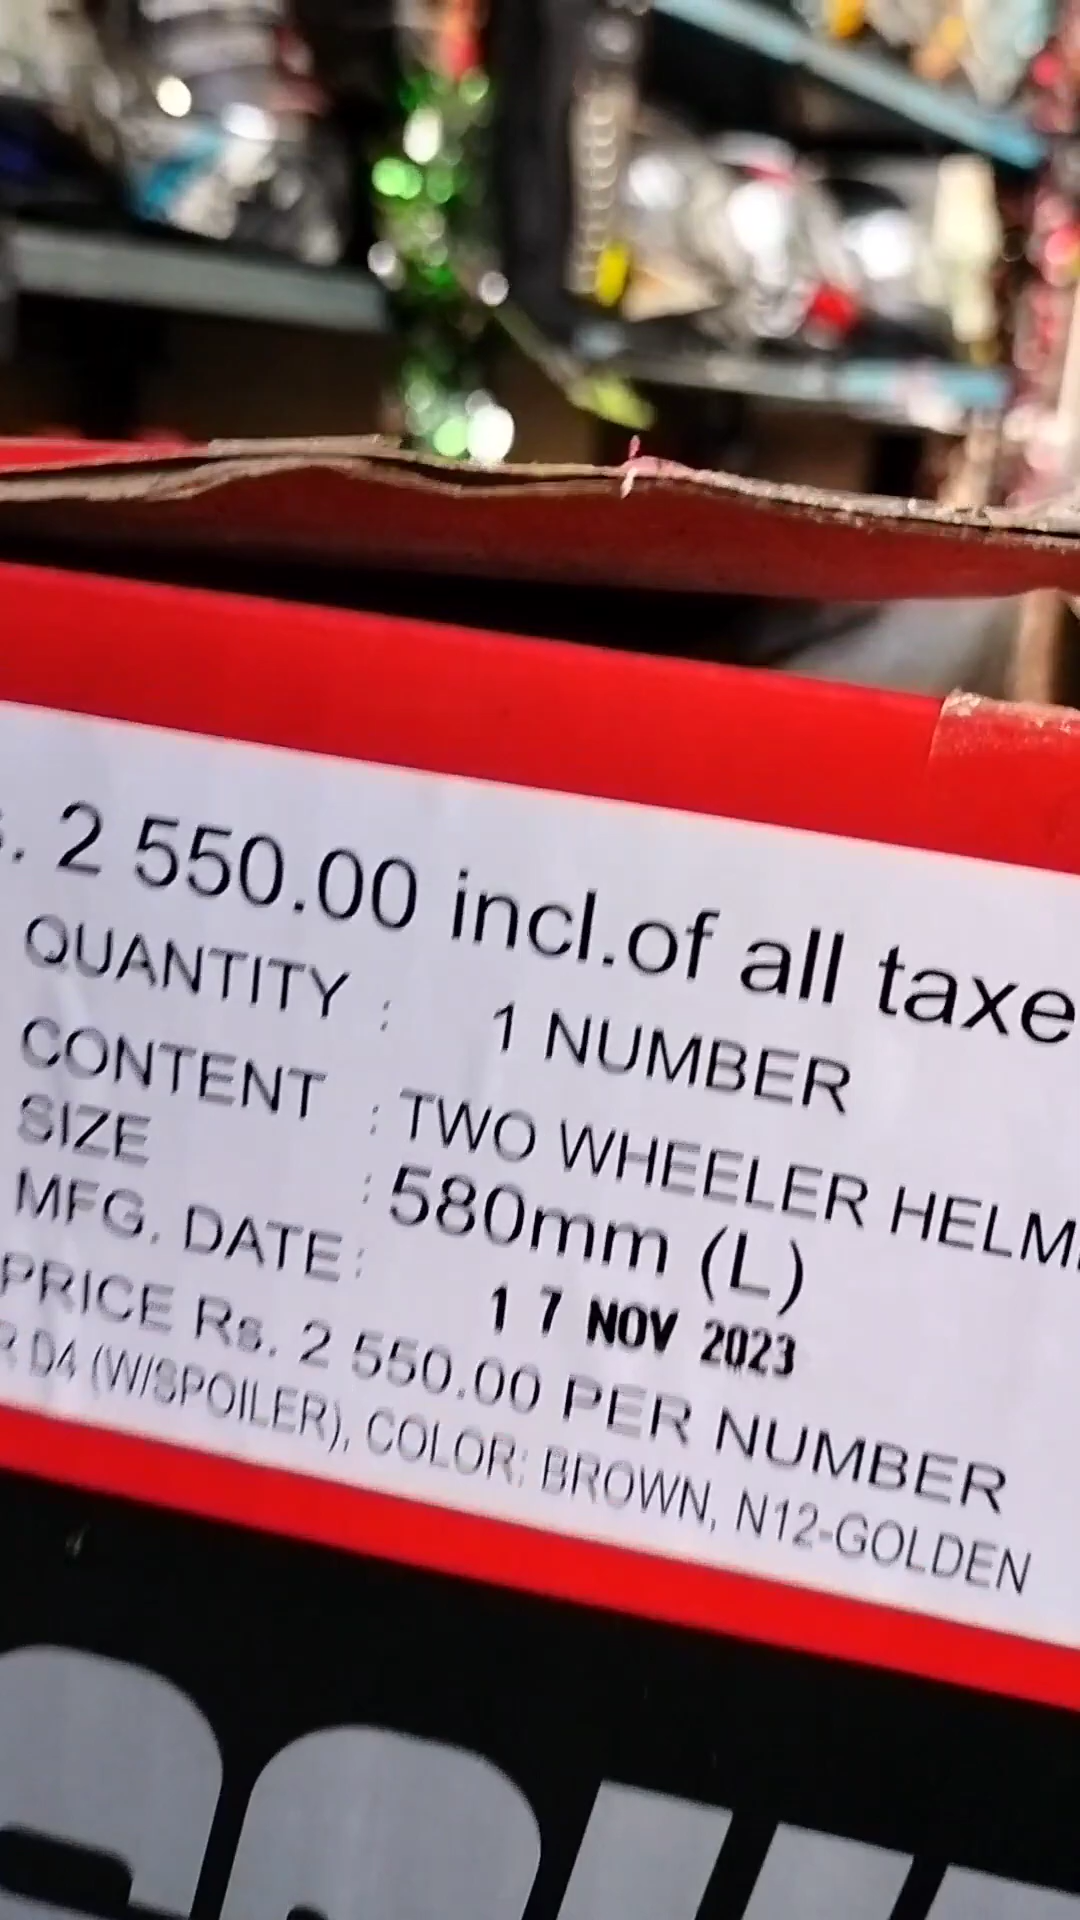 . 2 550.00 incl.of all taxe
QUANTITY : 1 NUMBER
CONTENT : TWO WHEELER HELM
SIZE : 580mm (L)
MFG. DATE: 17 NOV 2023
PRICE Rs. 2 550.00 PER NUMBER
R D4 (W/SPOILER), COLOR: BROWN, N12-GOLDEN